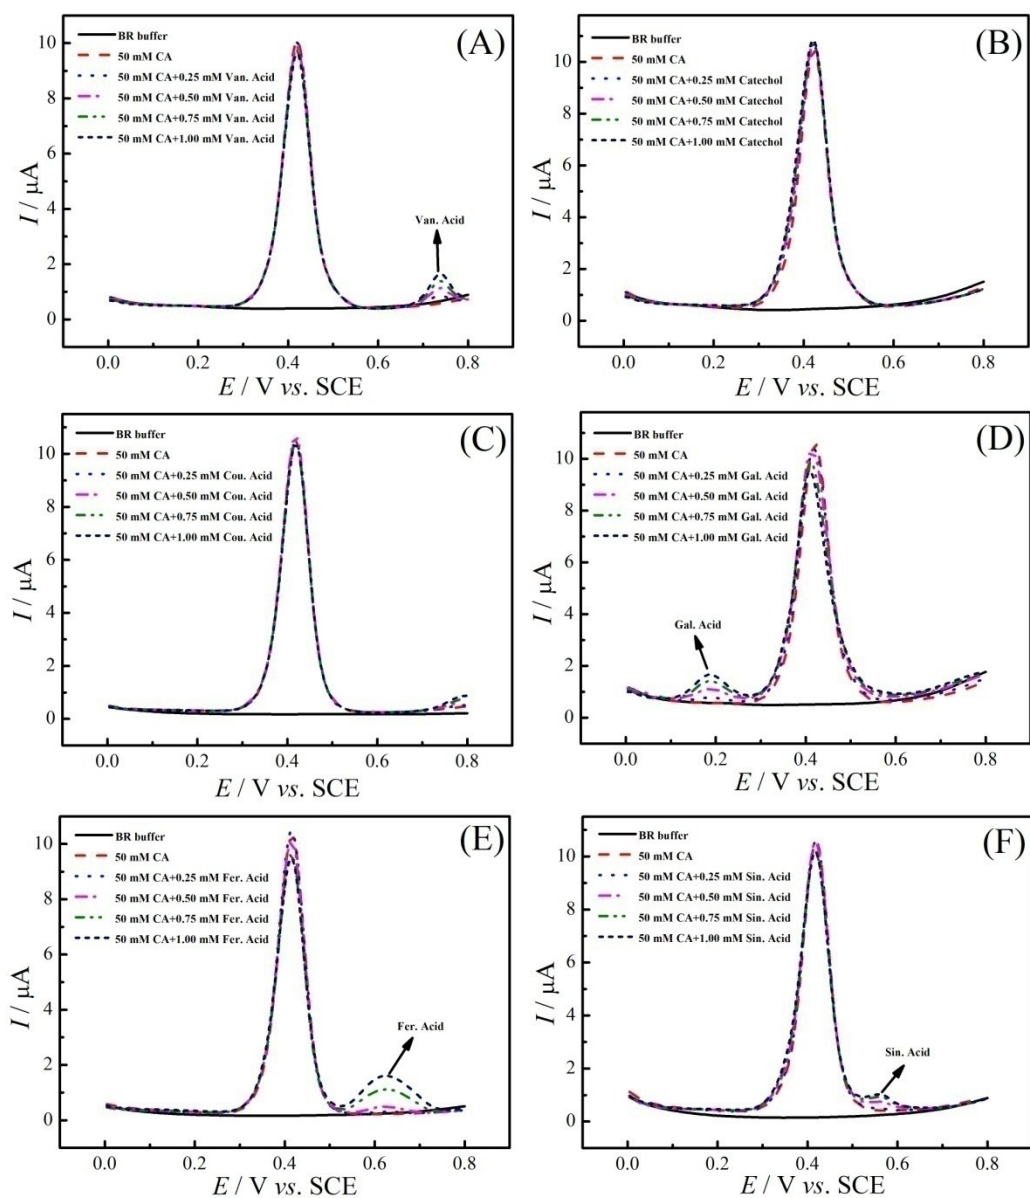 (A)
BR buffer
50 mM CA
50 mM CA+0.25 mM Van. Acid
50 mM CA+0.50 mM Van. Acid
50 mM CA+0.75 mM Van. Acid
50 mM CA+1.00 mM Van. Acid
Van. Acid
I / μA
10
8
6
4
2
0
0.0 0.2 0.4 0.6 0.8
E / V vs. SCE
(B)
BR buffer
50 mM CA
50 mM CA+0.25 mM Catechol
50 mM CA+0.50 mM Catechol
50 mM CA+0.75 mM Catechol
50 mM CA+1.00 mM Catechol
I / μA
10
8
6
4
2
0
0.0 0.2 0.4 0.6 0.8
E / V vs. SCE
(C)
BR buffer
50 mM CA
50 mM CA+0.25 mM Cou. Acid
50 mM CA+0.50 mM Cou. Acid
50 mM CA+0.75 mM Cou. Acid
50 mM CA+1.00 mM Cou. Acid
I / μA
10
8
6
4
2
0
0.0 0.2 0.4 0.6 0.8
E / V vs. SCE
(D)
BR buffer
50 mM CA
50 mM CA+0.25 mM Gal. Acid
50 mM CA+0.50 mM Gal. Acid
50 mM CA+0.75 mM Gal. Acid
50 mM CA+1.00 mM Gal. Acid
Gal. Acid
I / μA
10
8
6
4
2
0
0.0 0.2 0.4 0.6 0.8
E / V vs. SCE
(E)
BR buffer
50 mM CA
50 mM CA+0.25 mM Fer. Acid
50 mM CA+0.50 mM Fer. Acid
50 mM CA+0.75 mM Fer. Acid
50 mM CA+1.00 mM Fer. Acid
Fer. Acid
I / μA
10
8
6
4
2
0
0.0 0.2 0.4 0.6 0.8
E / V vs. SCE
(F)
BR buffer
50 mM CA
50 mM CA+0.25 mM Sin. Acid
50 mM CA+0.50 mM Sin. Acid
50 mM CA+0.75 mM Sin. Acid
50 mM CA+1.00 mM Sin. Acid
Sin. Acid
I / μA
10
8
6
4
2
0
0.0 0.2 0.4 0.6 0.8
E / V vs. SCE